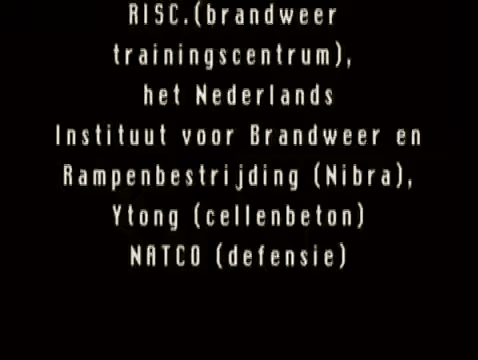 RISC.(brandweer
trainingscentrum),
het Nederlands
Instituut voor Brandweer en
Rampenbestrijding (Nibra),
Ytong (cellenbeton)
NATCO (defensie)